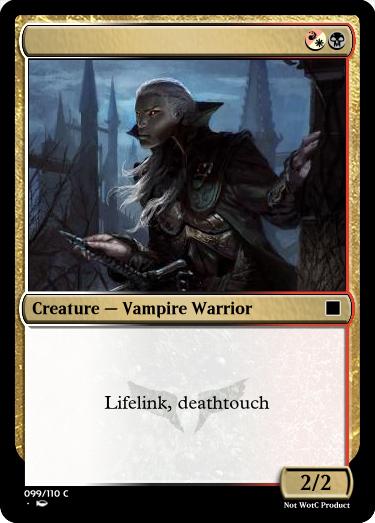 Creature — Vampire Warrior
Lifelink, deathtouch
2/2
099/110 C
Not WotC Product